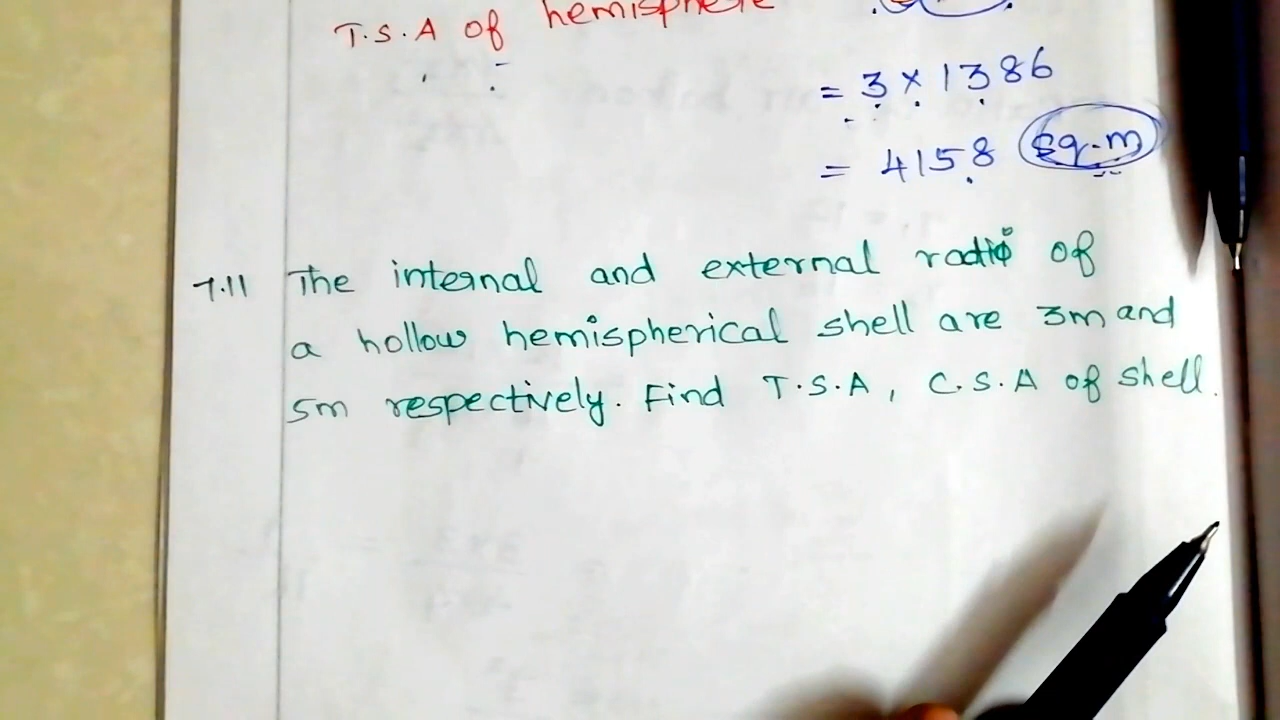 T.S.A of hemisphere
= 3 × 1386
= 4158 sq.m
7.11 The internal and external radii of
a hollow hemispherical shell are 3m and
5m respectively. Find T.S.A, C.S.A of shell.